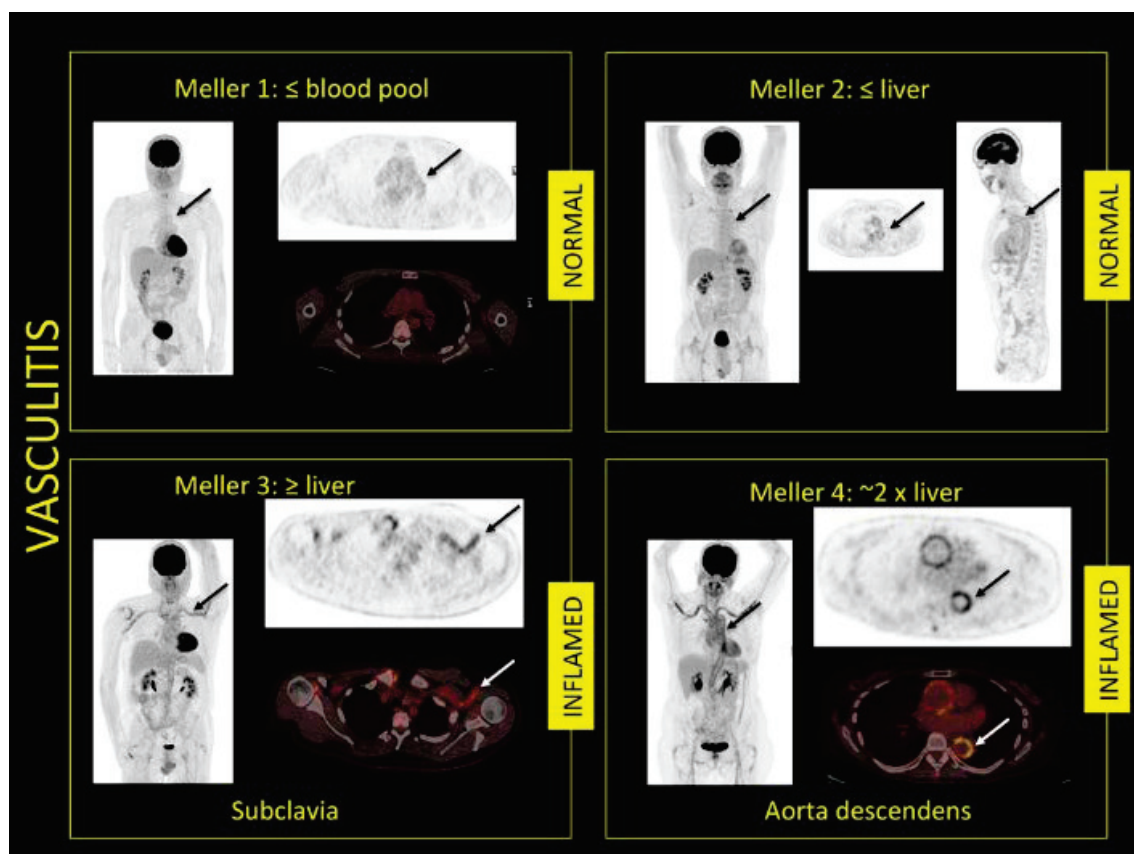 VASCULITIS
Meller 1: ≤ blood pool
NORMAL
Meller 2: ≤ liver
NORMAL
Meller 3: ≥ liver
INFLAMED
Subclavia
Meller 4: ~2 x liver
INFLAMED
Aorta descendens